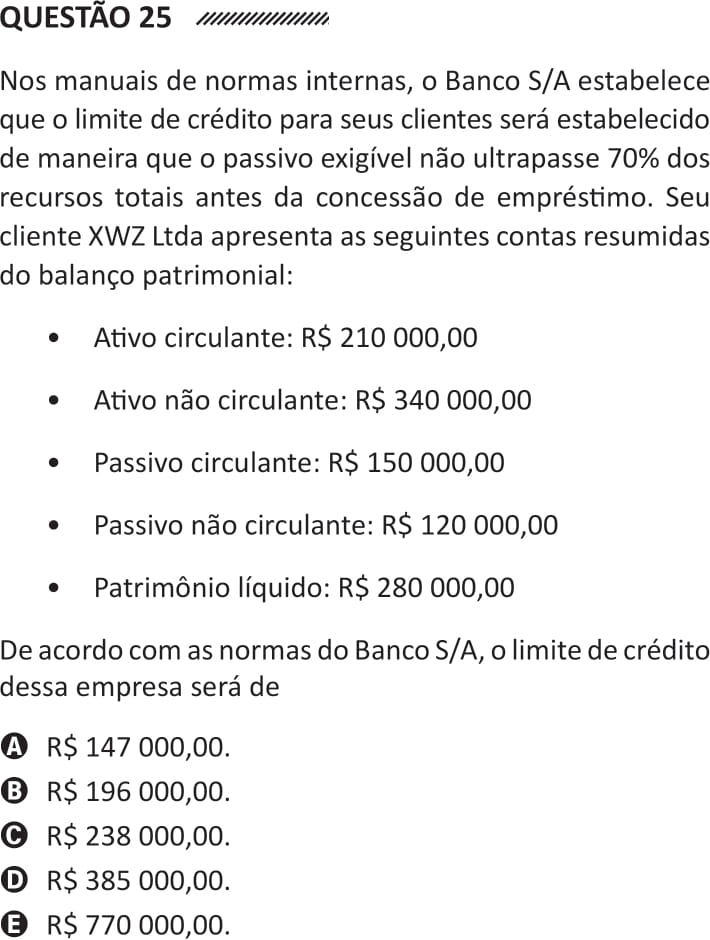 QUESTÃO 25
Nos manuais de normas internas, o Banco S/A estabelece
que o limite de crédito para seus clientes será estabelecido
de maneira que o passivo exigível não ultrapasse 70% dos
recursos totais antes da concessão de empréstimo. Seu
cliente XWZ Ltda apresenta as seguintes contas resumidas
do balanço patrimonial:
• Ativo circulante: R$ 210 000,00
• Ativo não circulante: R$ 340 000,00
• Passivo circulante: R$ 150 000,00
• Passivo não circulante: R$ 120 000,00
• Patrimônio líquido: R$ 280 000,00
De acordo com as normas do Banco S/A, o limite de crédito
dessa empresa será de
A R$ 147 000,00.
B R$ 196 000,00.
C R$ 238 000,00.
D R$ 385 000,00.
E R$ 770 000,00.